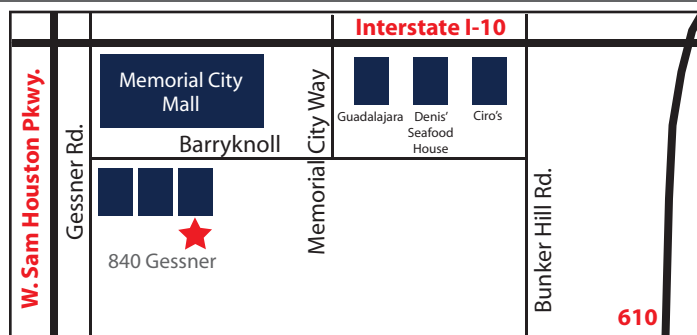 Interstate I-10
W. Sam Houston Pkwy.
Gessner Rd.
Memorial City
Mall
Barryknoll
Memorial City Way
Guadalajara
Denis’
Seafood
House
Ciro’s
840 Gessner
Bunker Hill Rd.
610